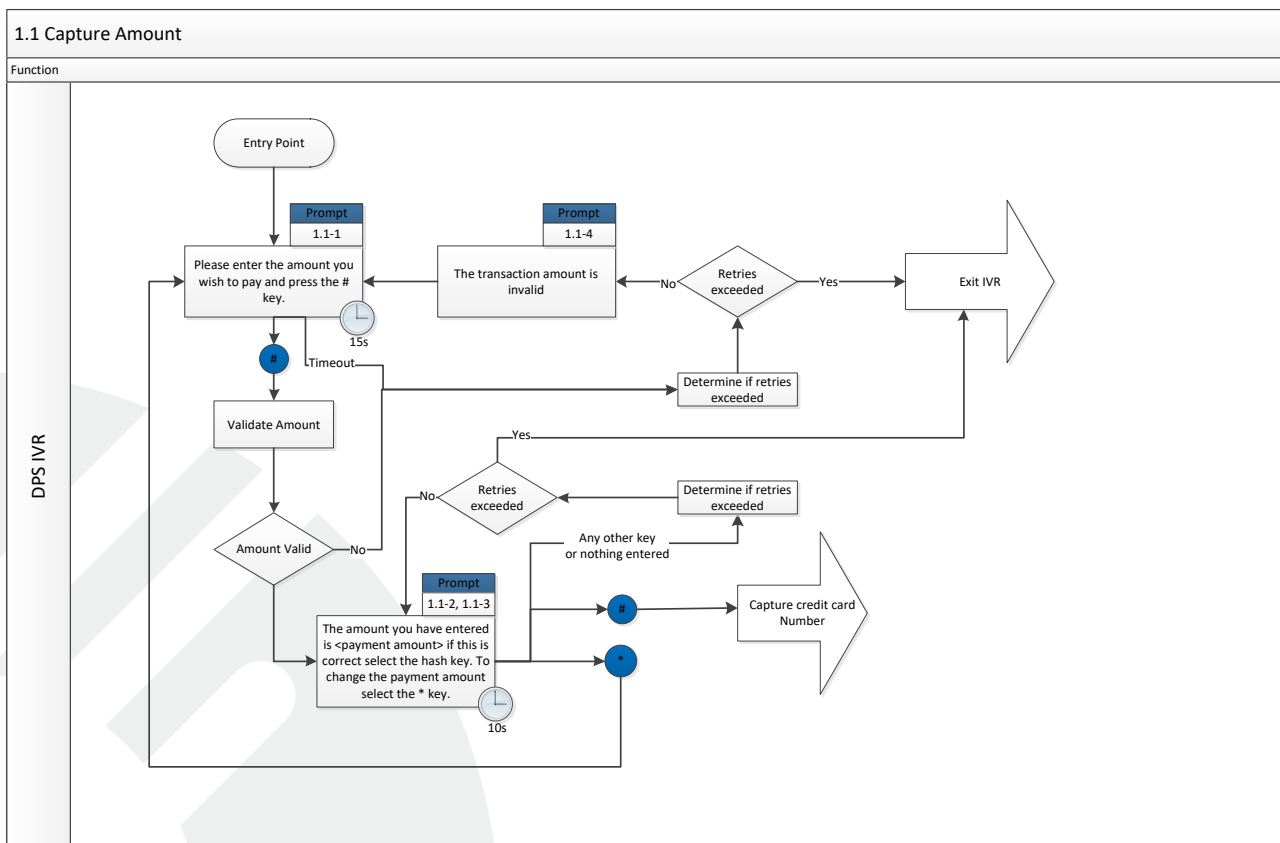 1.1 Capture Amount
Function
DPS IVR
Entry Point
Prompt
1.1-1
Please enter the amount you
wish to pay and press the #
key.
15s
Prompt
1.1-4
The transaction amount is
invalid
No
Retries
exceeded
Yes
Exit IVR
#
Timeout
Determine if retries
exceeded
Validate Amount
Yes
No
Retries
exceeded
Determine if retries
exceeded
Amount Valid
No
Any other key
or nothing entered
Prompt
1.1-2, 1.1-3
The amount you have entered
is <payment amount> if this is
correct select the hash key. To
change the payment amount
select the * key.
10s
#
Capture credit card
Number
*